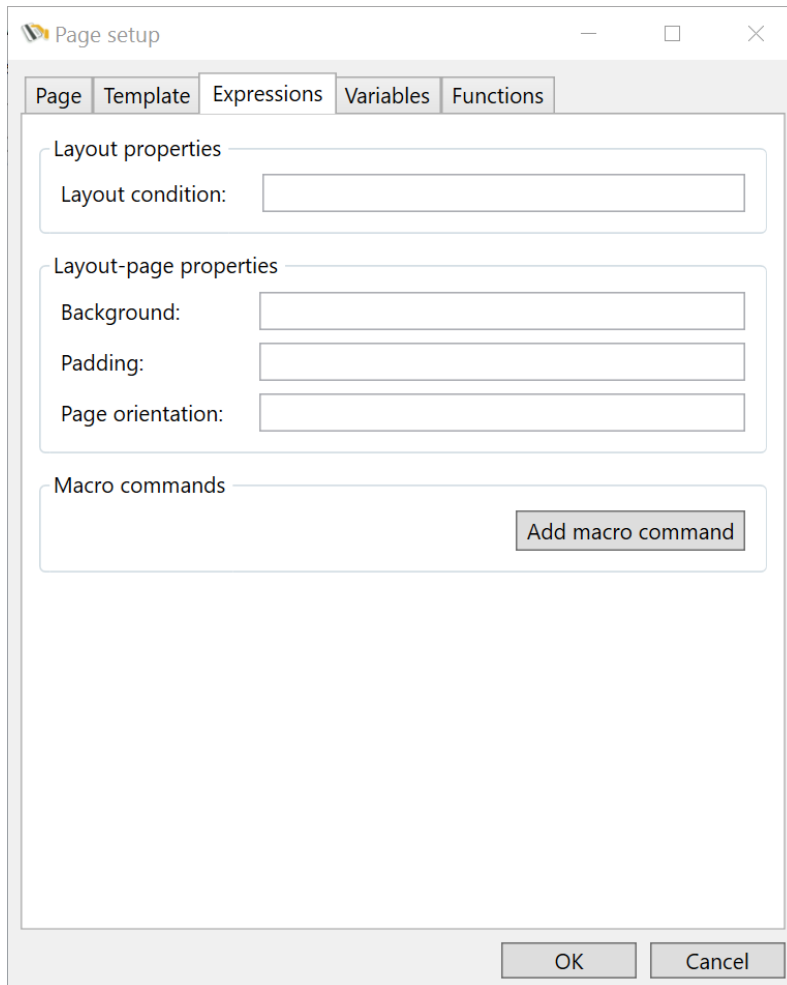 Page setup
Page Template Expressions Variables Functions
Layout properties
Layout condition:
Layout-page properties
Background:
Padding:
Page orientation:
Macro commands
Add macro command
OK Cancel